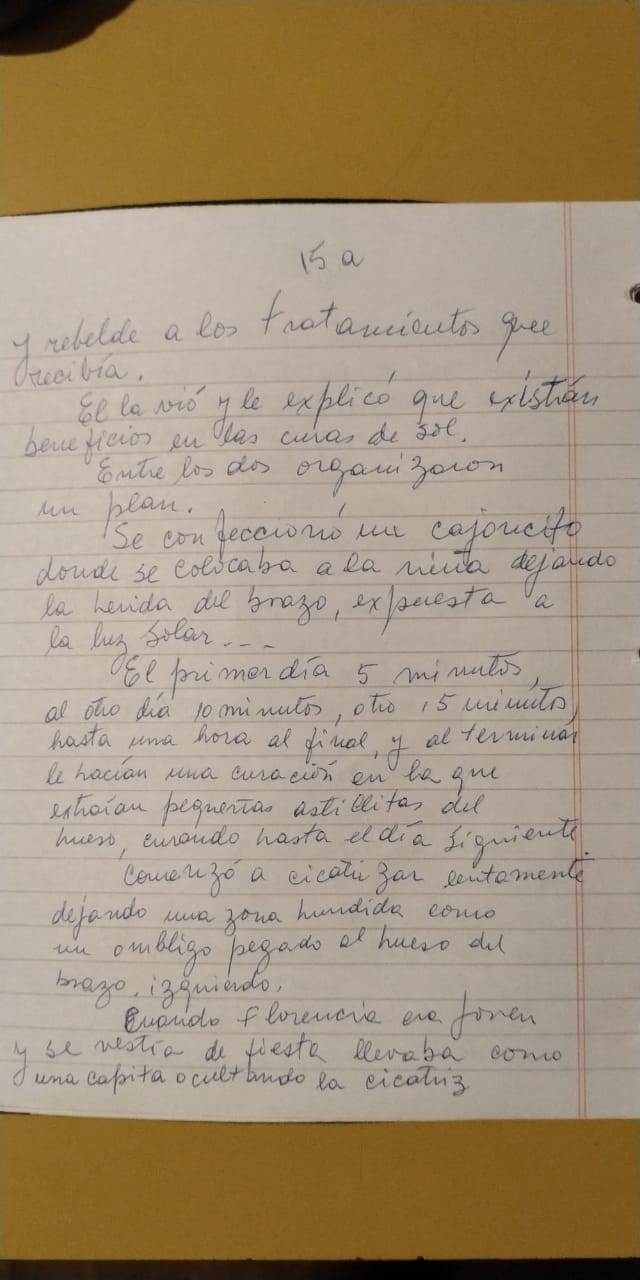 15 a
y rebelde a los tratamientos que
recibía.
El la vió y le explicó que existían
beneficios en las curas de sol.
Entre los dos organizaron
un plan.
Se confeccionó un cajoncito
donde se colocaba a la niña dejando
la herida del brazo, expuesta a
la luz solar....
El primer día 5 minutos,
al otro día 10 minutos, otro 15 minutos,
hasta una hora al final, y al terminar
le hacían una curación en la que
extraían pequeñas astillitas del
hueso, curando hasta el día siguiente.
Comenzó a cicatrizar lentamente
dejando una zona hundida como
un ombligo pegado al hueso del
brazo, izquierdo.
Cuando Florencia era joven
y se vestía de fiesta llevaba como
una capita ocultando la cicatriz